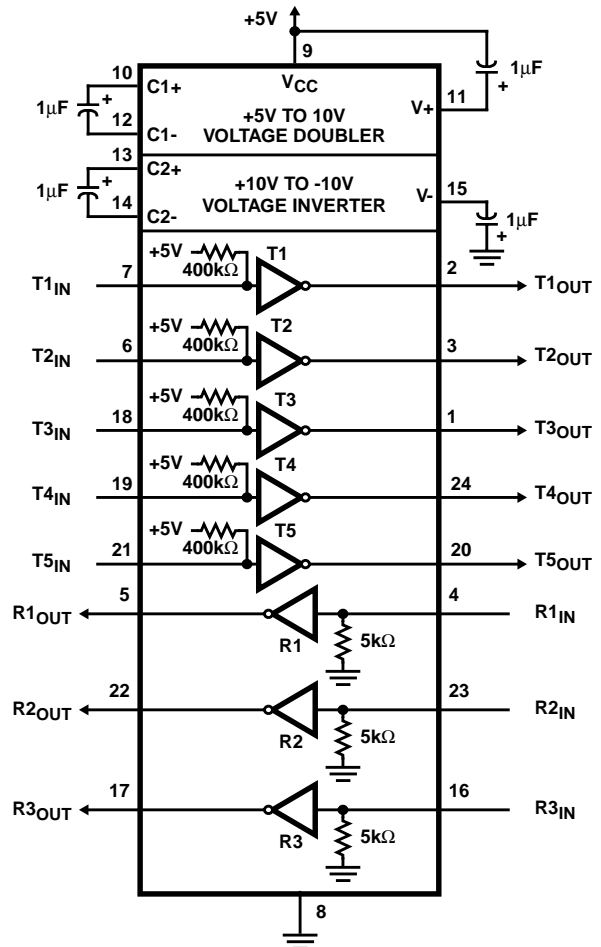 +5V
9
10
C1+
VCC
1µF
1µF
+
+
V+
11
+5V TO 10V
VOLTAGE DOUBLER
12
C1-
13
C2+
1µF
+
+10V TO -10V
VOLTAGE INVERTER
V-
15
14
C2-
1µF
+
+5V
400kΩ
T1
T1IN
7
2
T1OUT
+5V
400kΩ
T2
T2IN
6
3
T2OUT
+5V
400kΩ
T3
T3IN
18
1
T3OUT
+5V
400kΩ
T4
T4IN
19
24
T4OUT
+5V
400kΩ
T5
T5IN
21
20
T5OUT
R1OUT
5
4
R1IN
R1
5kΩ
R2OUT
22
23
R2IN
R2
5kΩ
R3OUT
17
16
R3IN
R3
5kΩ
8